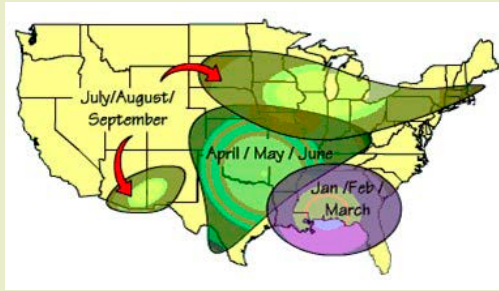 July/August/
September
April / May / June
Jan /Feb /
March